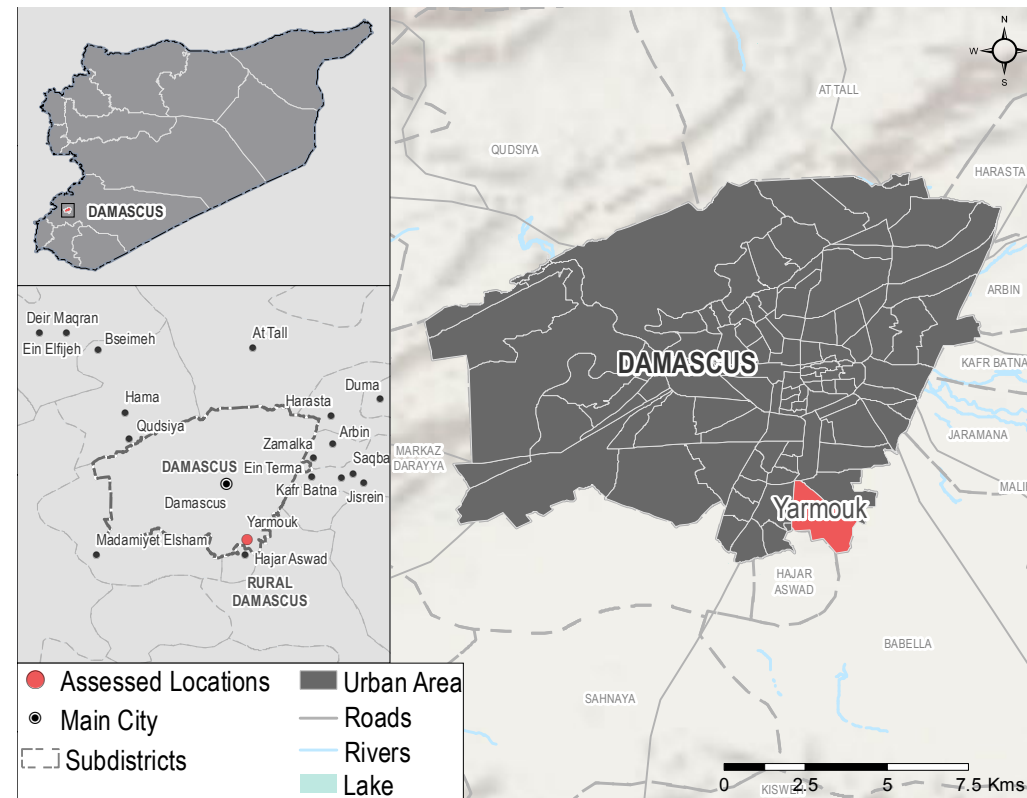 DAMASCUS
Deir Maqran
Ein Elfijeh
Bseimeh
At Tall
Duma
Hama
Harasta
Qudsiya
Arbin
Zamalka
Saqba
DAMASCUS
Ein Terma
Kafr Batna
Jisrein
Damascus
Yarmouk
Madamiyet Elsham
Hajar Aswad
RURAL
DAMASCUS
Assessed Locations
Main City
Subdistricts
Urban Area
Roads
Rivers
Lake
N
W
E
S
AT TALL
QUDSIYA
HARASTA
ARBIN
DAMASCUS
KAFR BATNA
JARAMANA
MARKAZ
DARAYYA
Yarmouk
HAJAR
ASWAD
BABELLA
SAHNAYA
0 2.5 5 7.5 Kms